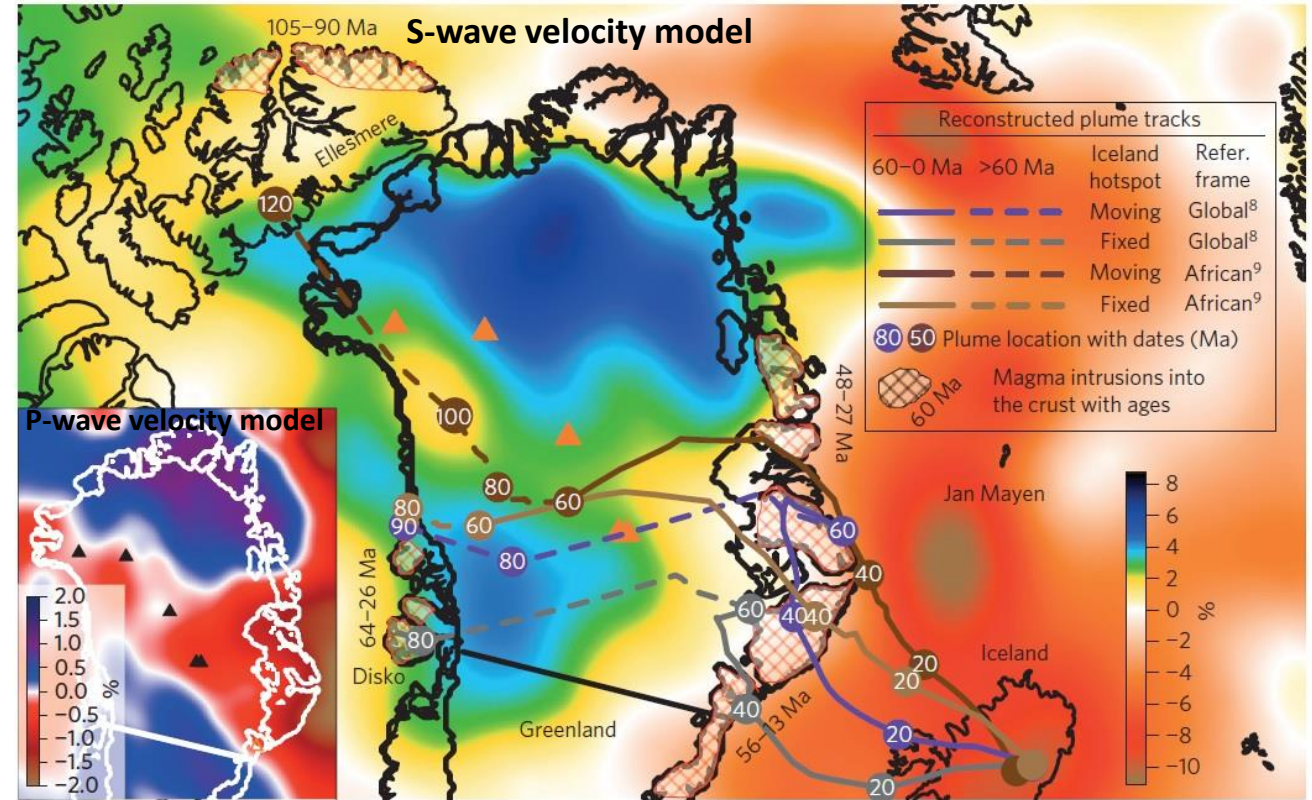 S-wave velocity model
105–90 Ma
Ellesmere
120
Reconstructed plume tracks
60–0 Ma >60 Ma Iceland hotspot Refer. frame
Moving Global8
Fixed Global8
Moving African9
Fixed African9
80 50 Plume location with dates (Ma)
60 Ma Magma intrusions into
the crust with ages
48–27 Ma
100
80
60
80
60
90
80
60
64–26 Ma
80
60
40
40
40
40
20
20
20
20
56–13 Ma
Disko
Greenland
Jan Mayen
Iceland
8
6
4
2
0
−2
−4
−6
−8
−10
%
P-wave velocity model
2.0
1.5
1.0
0.5
0.0
−0.5
−1.0
−1.5
−2.0
%